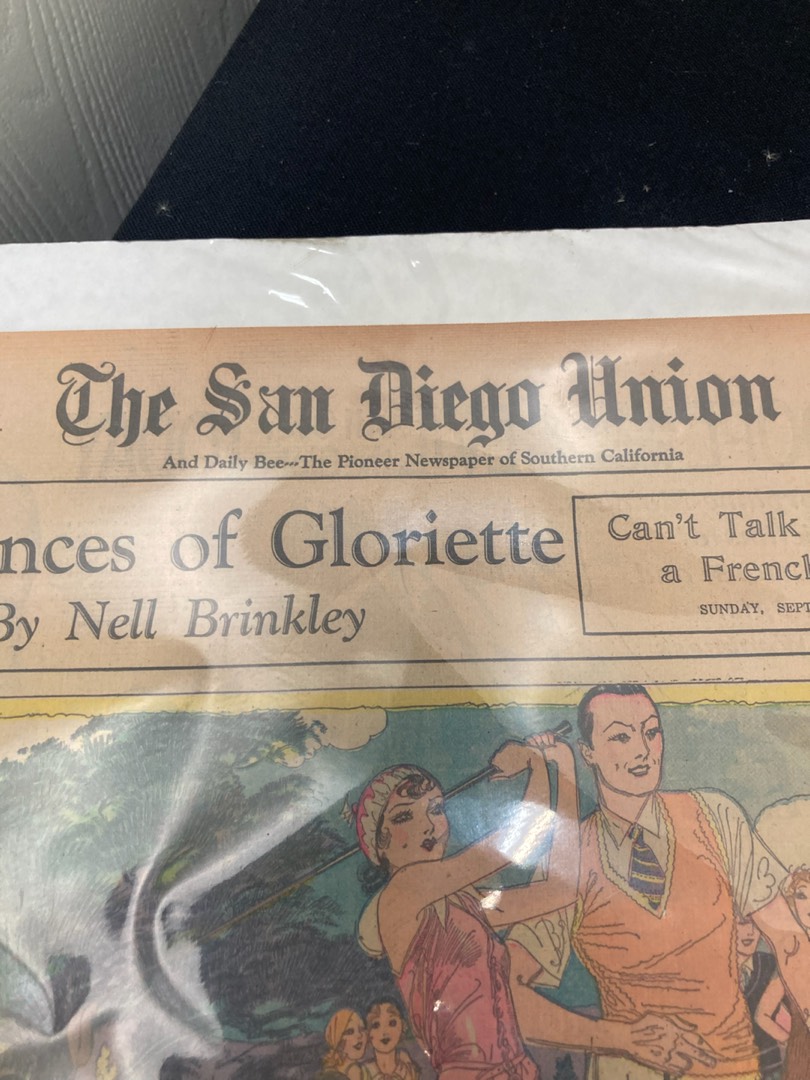 The San Diego Union
And Daily Bee---The Pioneer Newspaper of Southern California
nces of Gloriette
By Nell Brinkley
Can't Talk
a French
SUNDAY, SEPT